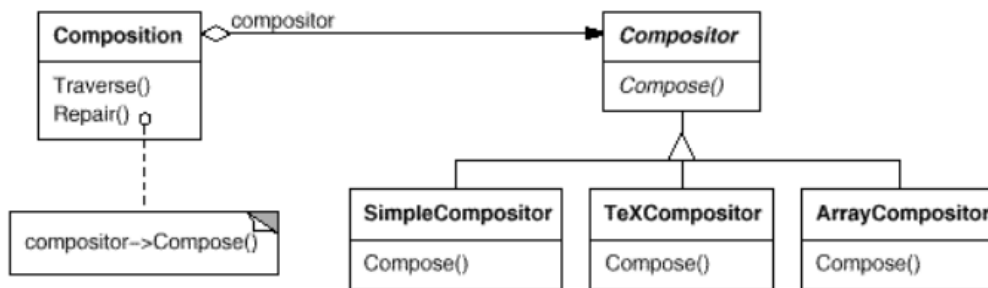 Composition
Traverse()
Repair()
compositor
Compositor
Compose()
compositor->Compose()
SimpleCompositor
Compose()
TeXCompositor
Compose()
ArrayCompositor
Compose()